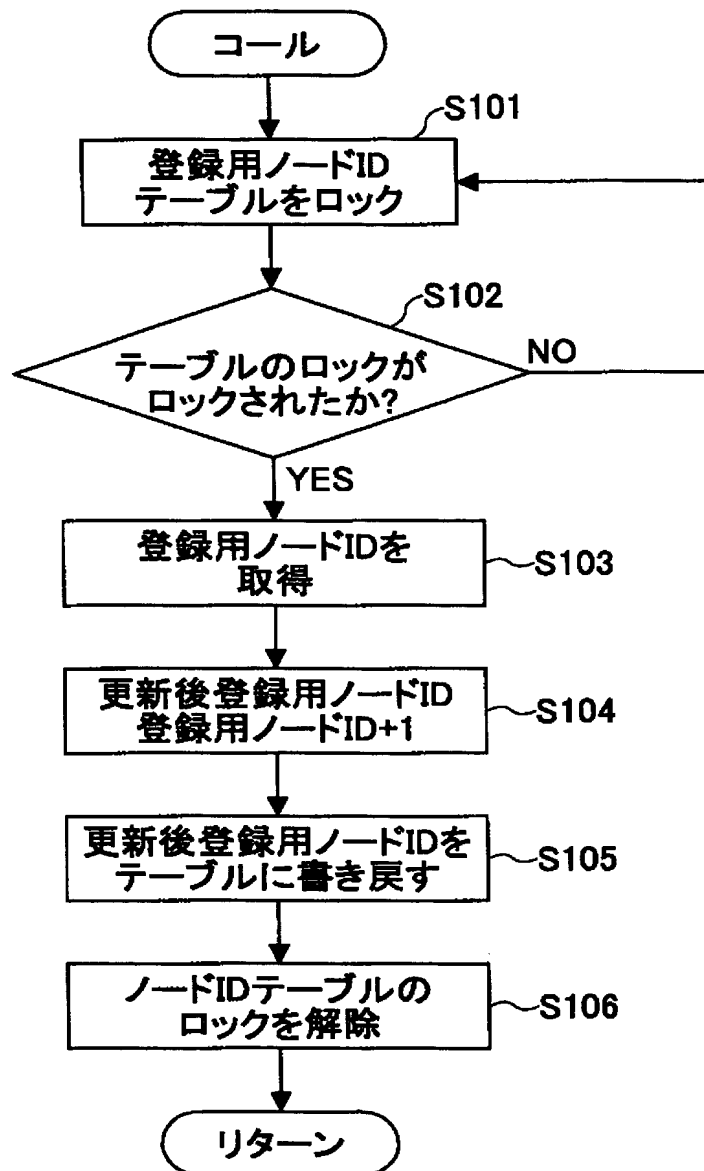 コール
S101
登録用ノードID
テーブルをロック
S102
テーブルのロックが
ロックされたか?
NO
YES
登録用ノードIDを
取得
S103
更新後登録用ノードID
登録用ノードID+1
S104
更新後登録用ノードIDを
テーブルに書き戻す
S105
ノードIDテーブルの
ロックを解除
S106
リターン